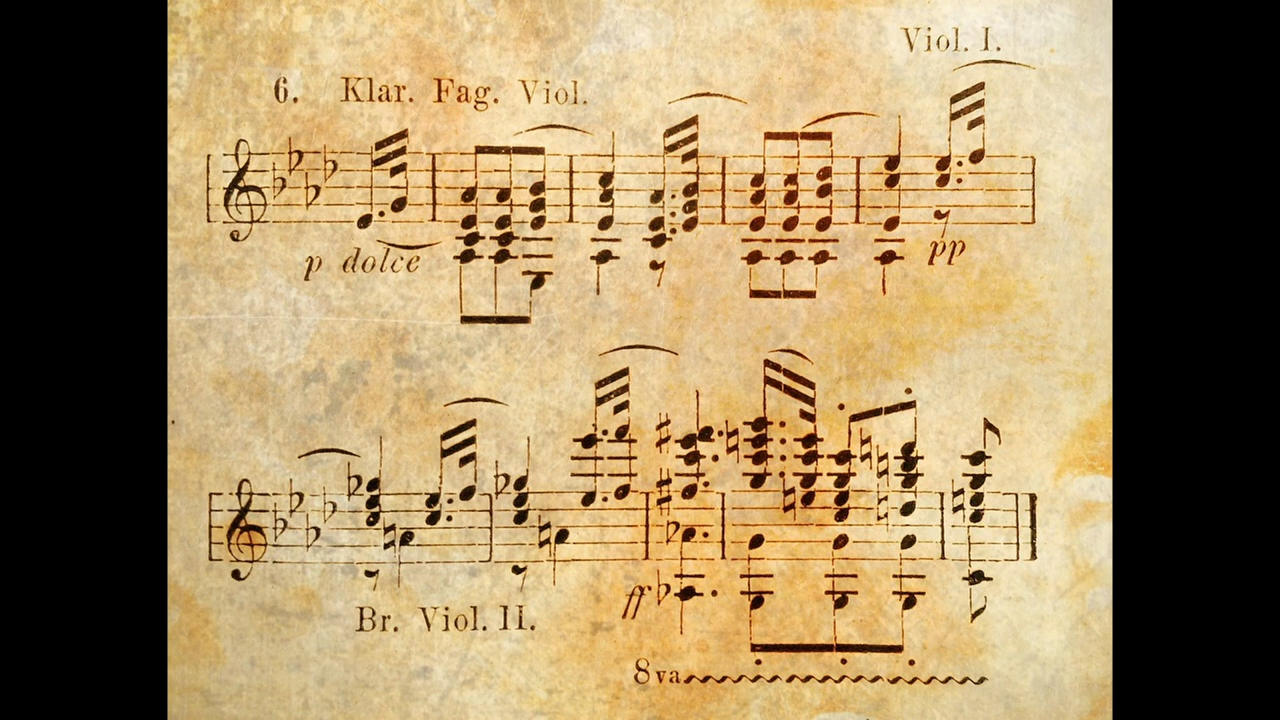 Viol. I.
6. Klar. Fag. Viol.
p dolce
pp
ff
Br. Viol. II.
8va